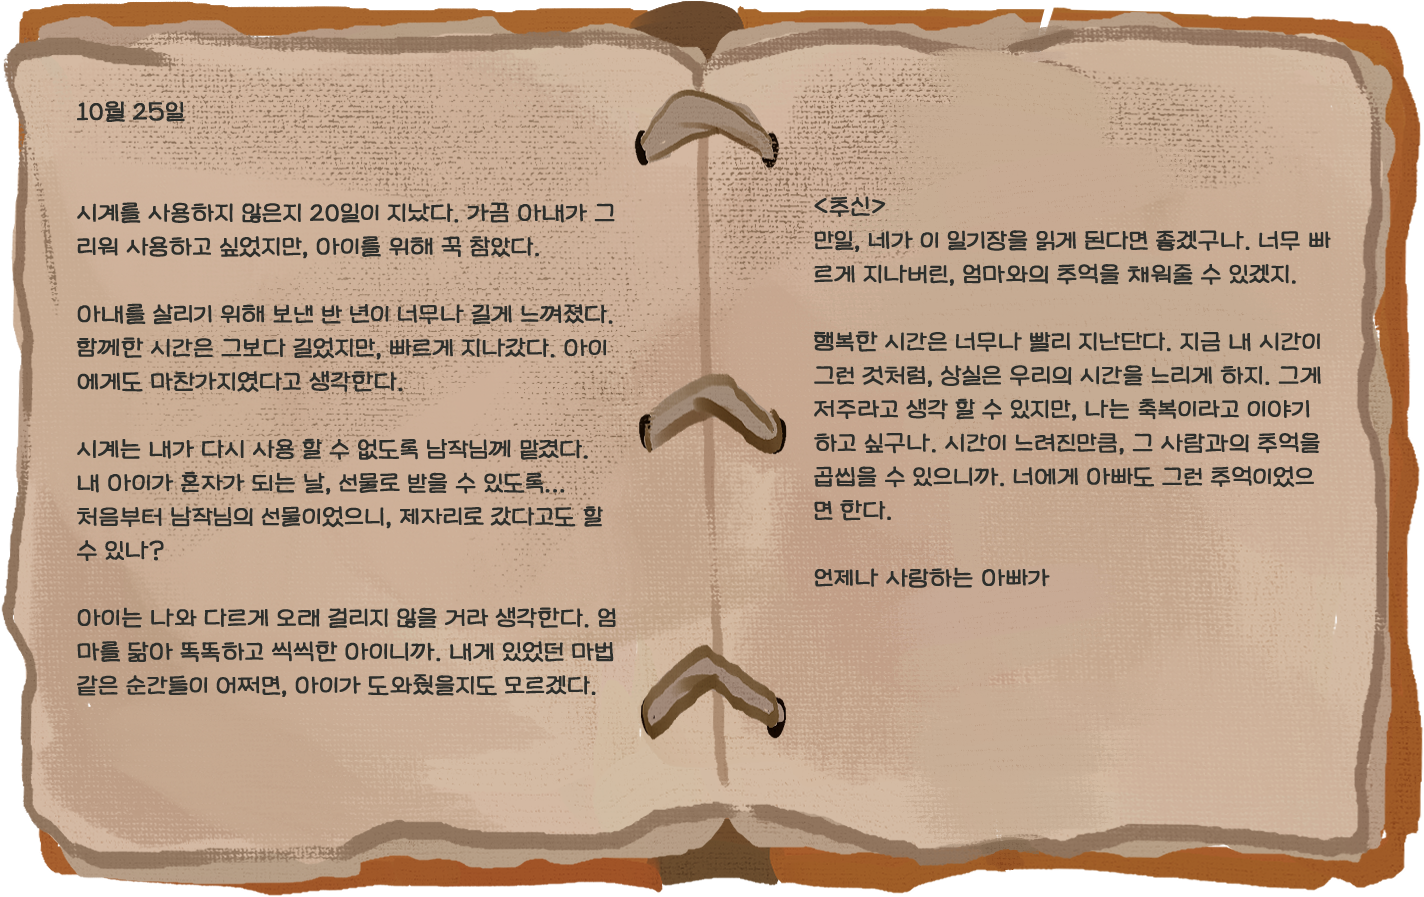 10월 25일
시계를 사용하지 않은지 20일이 지났다. 가끔 아내가 그
리워 사용하고 싶었지만, 아이를 위해 꾹 참았다.
아내를 살리기 위해 보낸 반 년이 너무나 길게 느껴졌다.
함께한 시간은 그보다 길었지만, 빠르게 지나갔다. 아이
에게도 마찬가지였다고 생각한다.
시계는 내가 다시 사용 할 수 없도록 남작님께 맡겼다.
내 아이가 혼자가 되는 날, 선물로 받을 수 있도록...
처음부터 남작님의 선물이었으니, 제자리로 갔다고도 할
수 있나?
아이는 나와 다르게 오래 걸리지 않을 거라 생각한다. 엄
마를 닮아 똑똑하고 씩씩한 아이니까. 내게 있었던 마법
같은 순간들이 어쩌면, 아이가 도와줬을지도 모르겠다.
<추신>
만일, 네가 이 일기장을 읽게 된다면 좋겠구나. 너무 빠
르게 지나버린, 엄마와의 추억을 채워줄 수 있겠지.
행복한 시간은 너무나 빨리 지난단다. 지금 내 시간이
그런 것처럼, 상실은 우리의 시간을 느리게 하지. 그게
저주라고 생각 할 수 있지만, 나는 축복이라고 이야기
하고 싶구나. 시간이 느려진만큼, 그 사람과의 추억을
곱씹을 수 있으니까. 너에게 아빠도 그런 추억이었으
면 한다.
언제나 사랑하는 아빠가